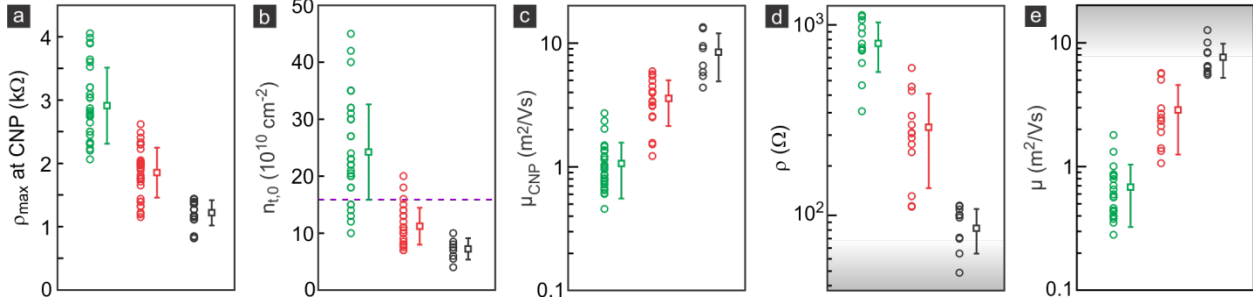 a
ρmax at CNP (kΩ)
4
3
2
1
0
b
nt,0 (10¹⁰ cm⁻²)
50
40
30
20
10
0
c
μCNP (m²/Vs)
10
1
0.1
d
ρ (Ω)
10³
10²
e
μ (m²/Vs)
10
1
0.1